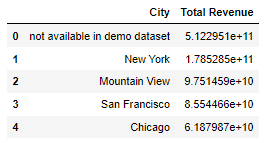 City Total Revenue
0 not available in demo dataset 5.122951e+11
1 New York 1.785285e+11
2 Mountain View 9.751459e+10
3 San Francisco 8.554466e+10
4 Chicago 6.187987e+10